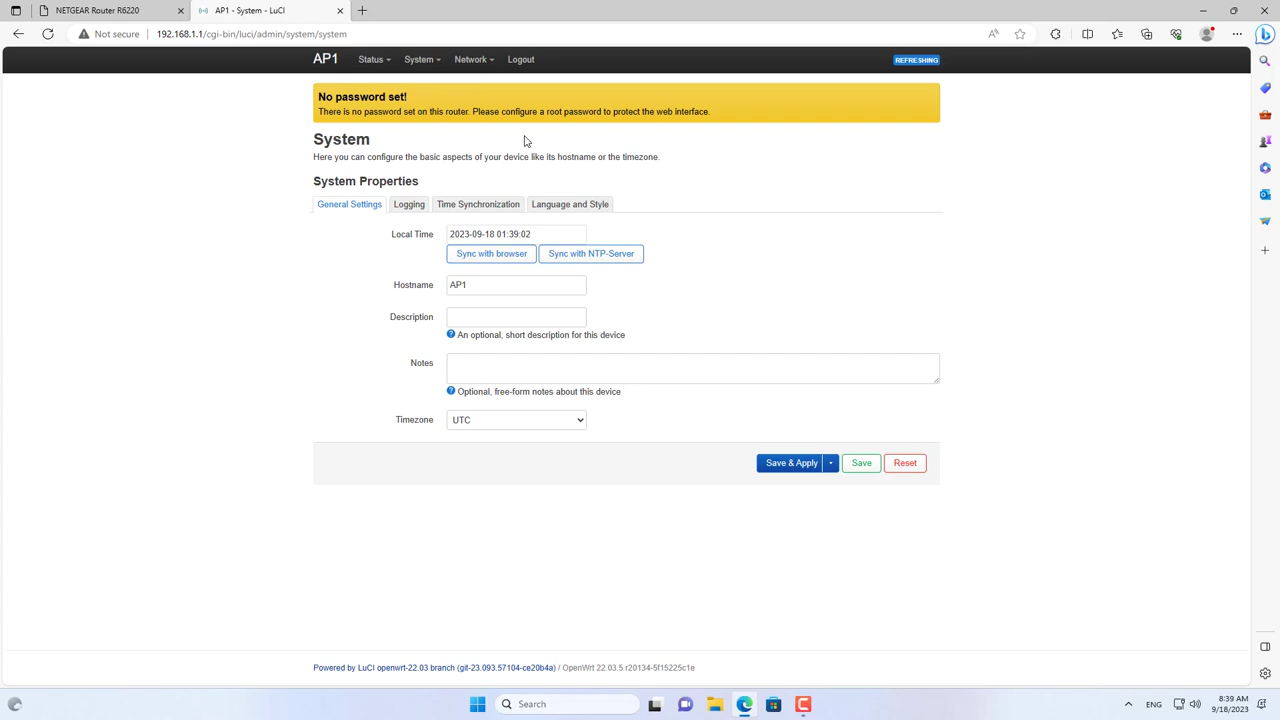 NETGEAR Router R6220
AP1 - System - LuCI
Not secure
192.168.1.1/cgi-bin/luci/admin/system/system
AP1
Status
System
Network
Logout
REFRESHING
No password set!
There is no password set on this router. Please configure a root password to protect the web interface.
System
Here you can configure the basic aspects of your device like its hostname or the timezone.
System Properties
General Settings
Logging
Time Synchronization
Language and Style
Local Time
2023-09-18 01:39:02
Sync with browser
Sync with NTP-Server
Hostname
AP1
Description
An optional, short description for this device
Notes
Optional, free-form notes about this device
Timezone
UTC
Save & Apply
Save
Reset
Powered by LuCI openwrt-22.03 branch (git-23.093.57104-ce20b4a) / OpenWrt 22.03.5 r20134-5f15225c1e
Search
ENG
8:39 AM
9/18/2023